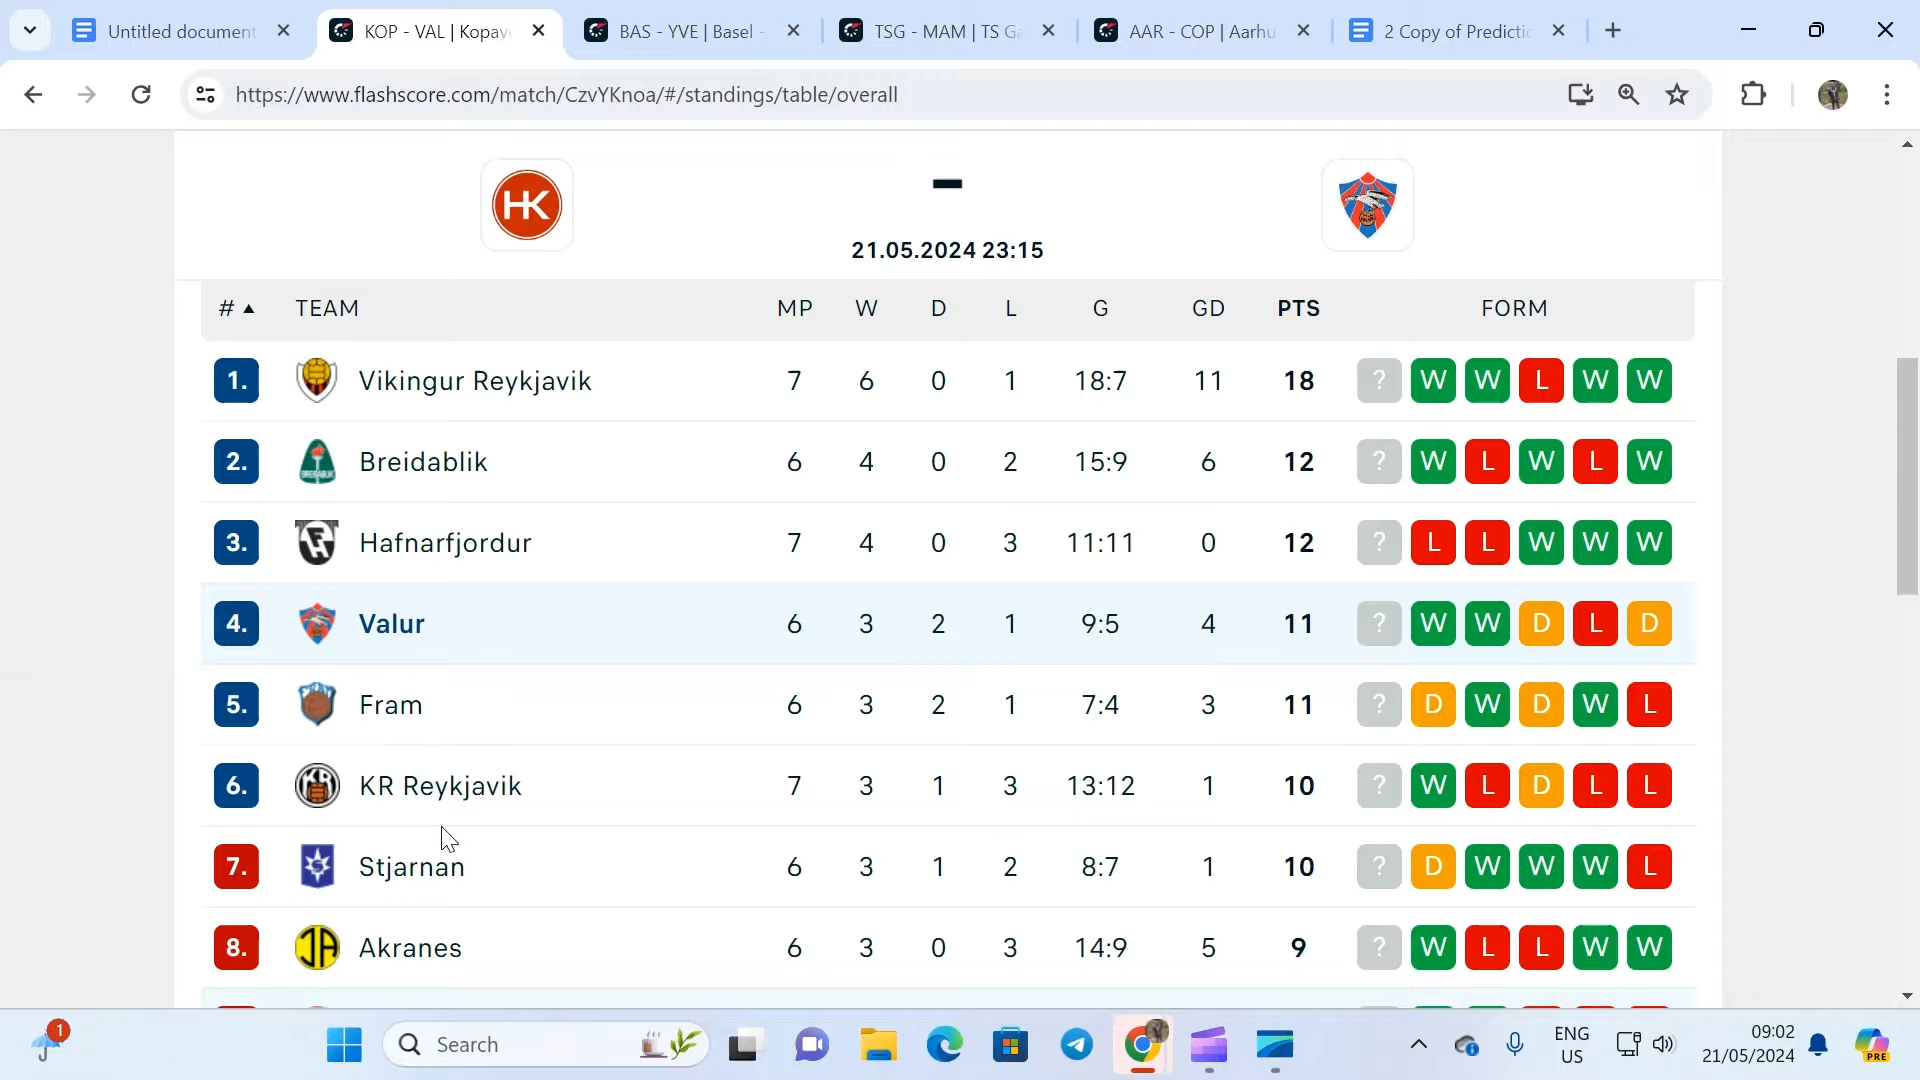 Untitled document
KOP - VAL | Kopavo
BAS - YVE | Basel -
TSG - MAM | TS Ga
AAR - COP | Aarhu
2 Copy of Predictio
https://www.flashscore.com/match/CzvYKnoa/#/standings/table/overall
HK
-
21.05.2024 23:15
# TEAM MP W D L G GD PTS FORM
1. Vikingur Reykjavik 7 6 0 1 18:7 11 18 ? W W L W W
2. Breidablik 6 4 0 2 15:9 6 12 ? W L W L W
3. Hafnarfjordur 7 4 0 3 11:11 0 12 ? L L W W W
4. Valur 6 3 2 1 9:5 4 11 ? W W D L D
5. Fram 6 3 2 1 7:4 3 11 ? D W D W L
6. KR Reykjavik 7 3 1 3 13:12 1 10 ? W L D L L
7. Stjarnan 6 3 1 2 8:7 1 10 ? D W W W L
8. Akranes 6 3 0 3 14:9 5 9 ? W L L W W
1
Search
ENG
US
09:02
21/05/2024
PRE